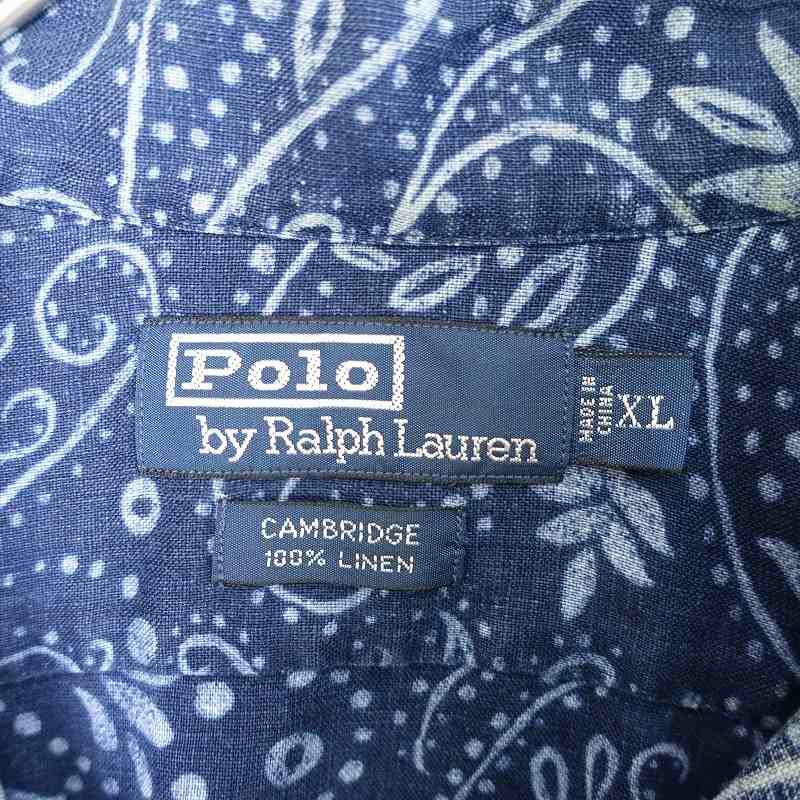 Polo
by Ralph Lauren
MADE IN
CHINA
XL
CAMBRIDGE
100% LINEN